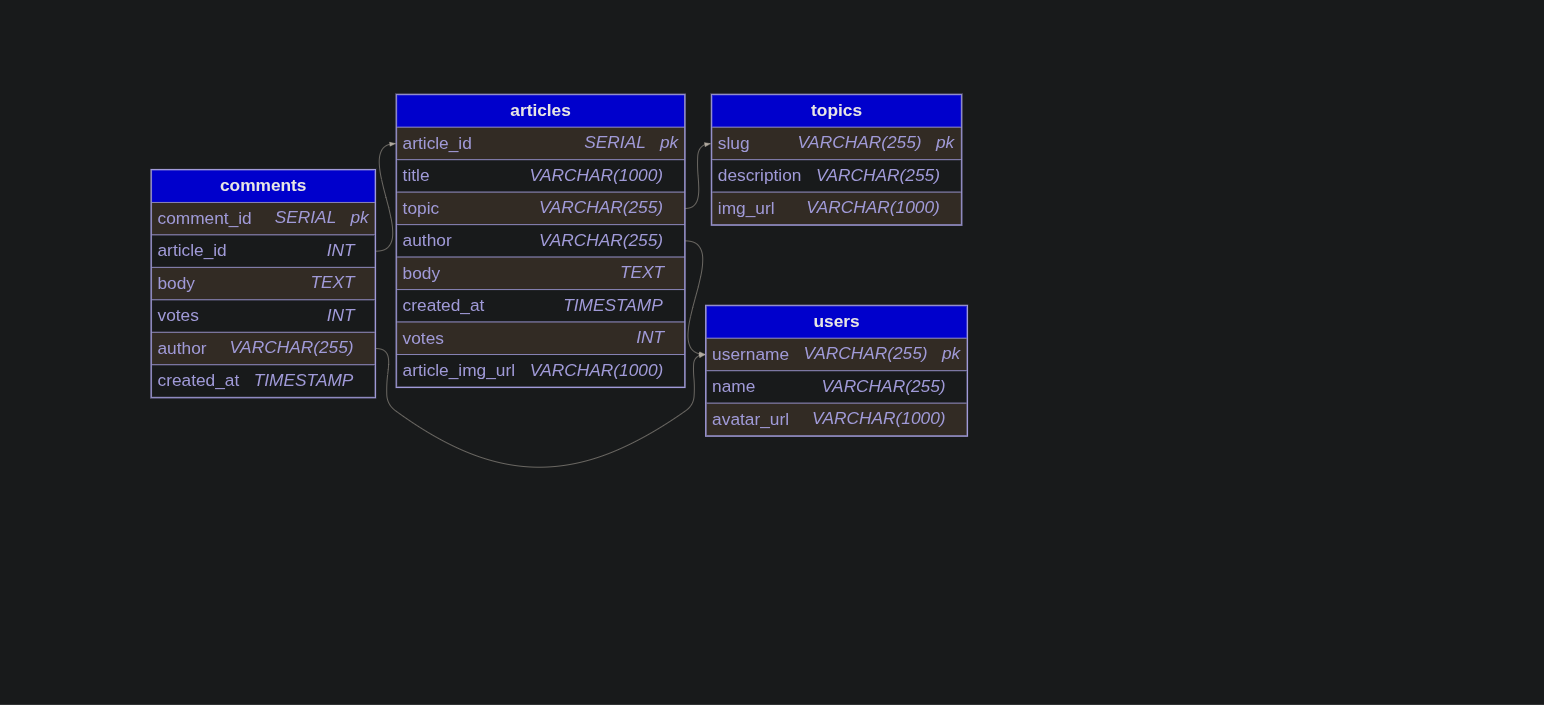 comments
comment_id SERIAL pk
article_id INT
body TEXT
votes INT
author VARCHAR(255)
created_at TIMESTAMP
articles
article_id SERIAL pk
title VARCHAR(1000)
topic VARCHAR(255)
author VARCHAR(255)
body TEXT
created_at TIMESTAMP
votes INT
article_img_url VARCHAR(1000)
topics
slug VARCHAR(255) pk
description VARCHAR(255)
img_url VARCHAR(1000)
users
username VARCHAR(255) pk
name VARCHAR(255)
avatar_url VARCHAR(1000)